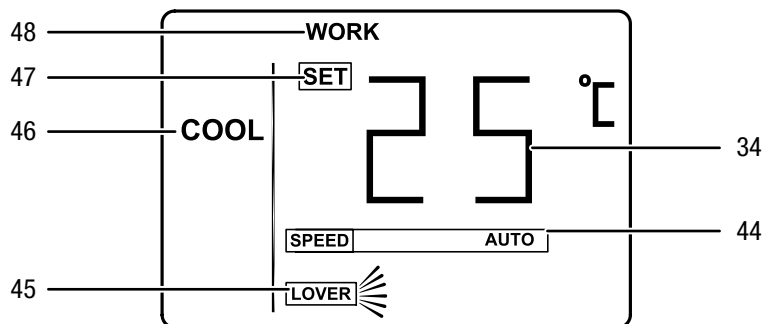 48 WORK
47 SET
46 COOL 25 °C 34
SPEED AUTO 44
45 LOVER